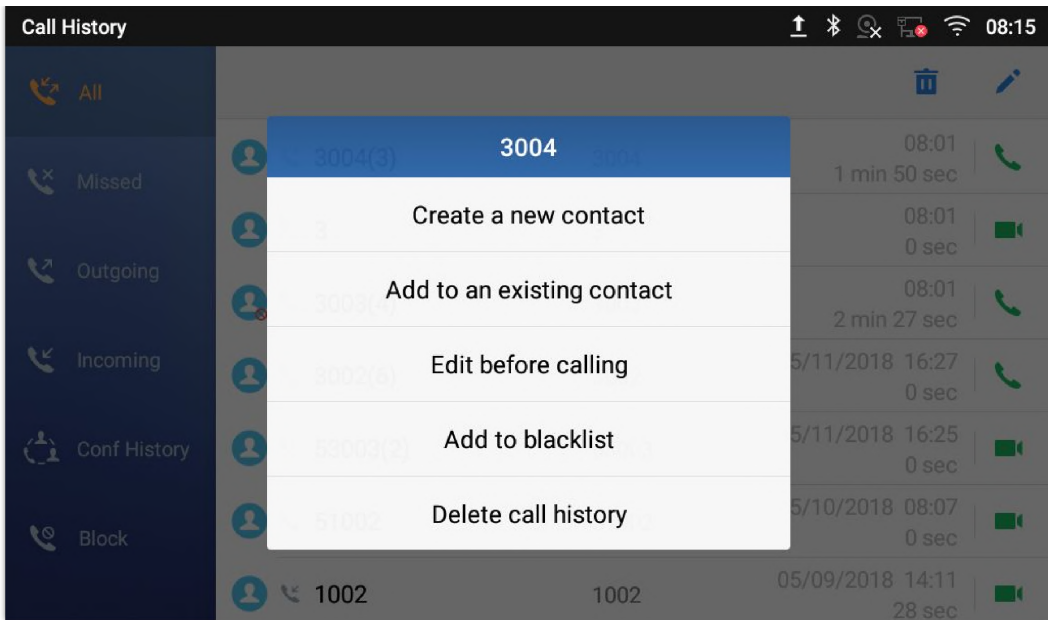 Call History
08:15
All
Missed
Outgoing
Incoming
Conf History
Block
3004
Create a new contact
Add to an existing contact
Edit before calling
Add to blacklist
Delete call history
3004(3) 3004 08:01
1 min 50 sec
3 08:01
0 sec
3003(4) 08:01
2 min 27 sec
3002(6) 5/11/2018 16:27
0 sec
53003(2) 5/11/2018 16:25
0 sec
51002 5/10/2018 08:07
0 sec
1002 1002 05/09/2018 14:11
28 sec